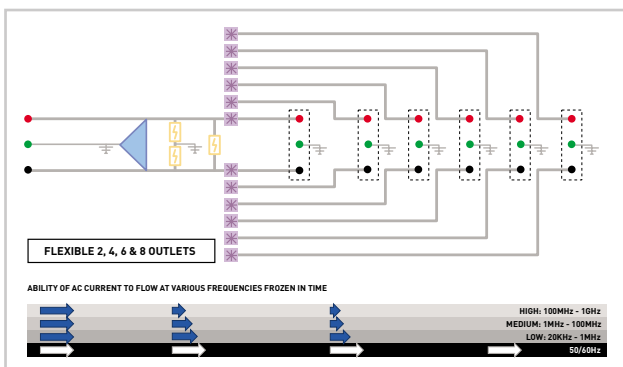 FLEXIBLE 2, 4, 6 & 8 OUTLETS
ABILITY OF AC CURRENT TO FLOW AT VARIOUS FREQUENCIES FROZEN IN TIME
HIGH: 100MHz - 1GHz
MEDIUM: 1MHz - 100MHz
LOW: 20KHz - 1MHz
50/60Hz